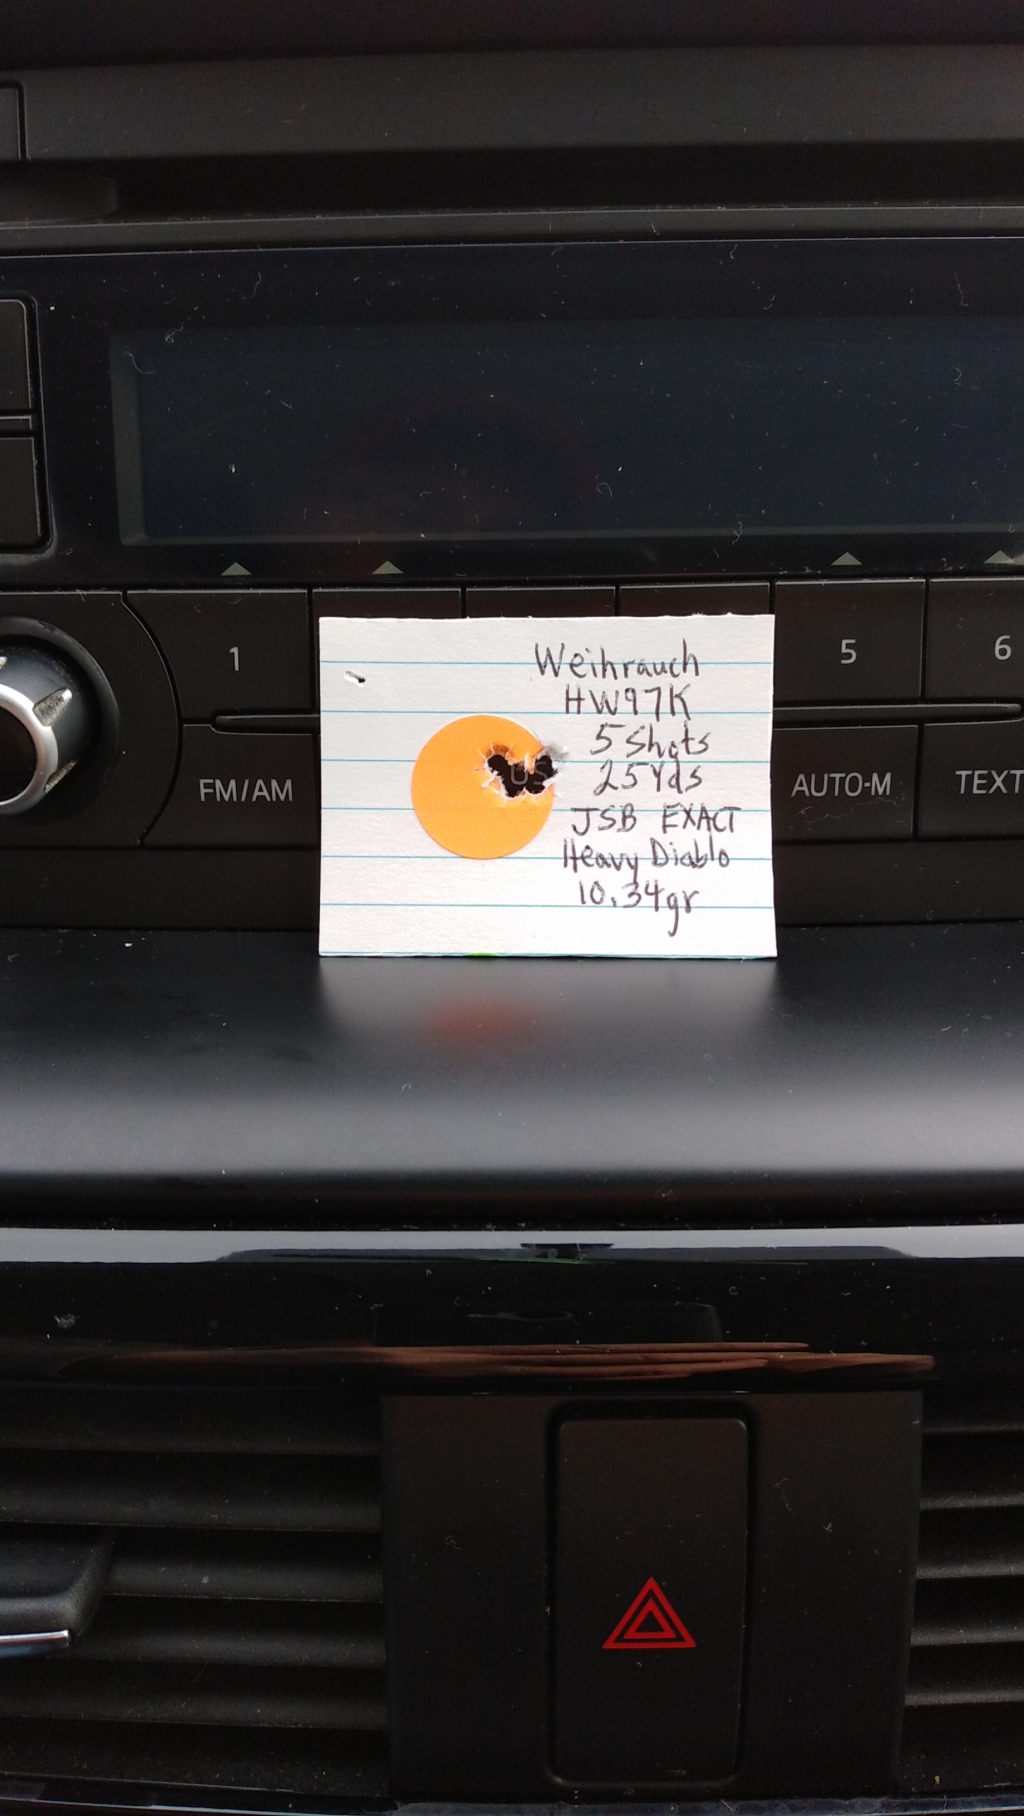 1
5
6
FM/AM
AUTO-M
TEXT
Weihrauch
HW97K
5 Shots
25 Yds
JSB EXACT
Heavy Diablo
10.34gr